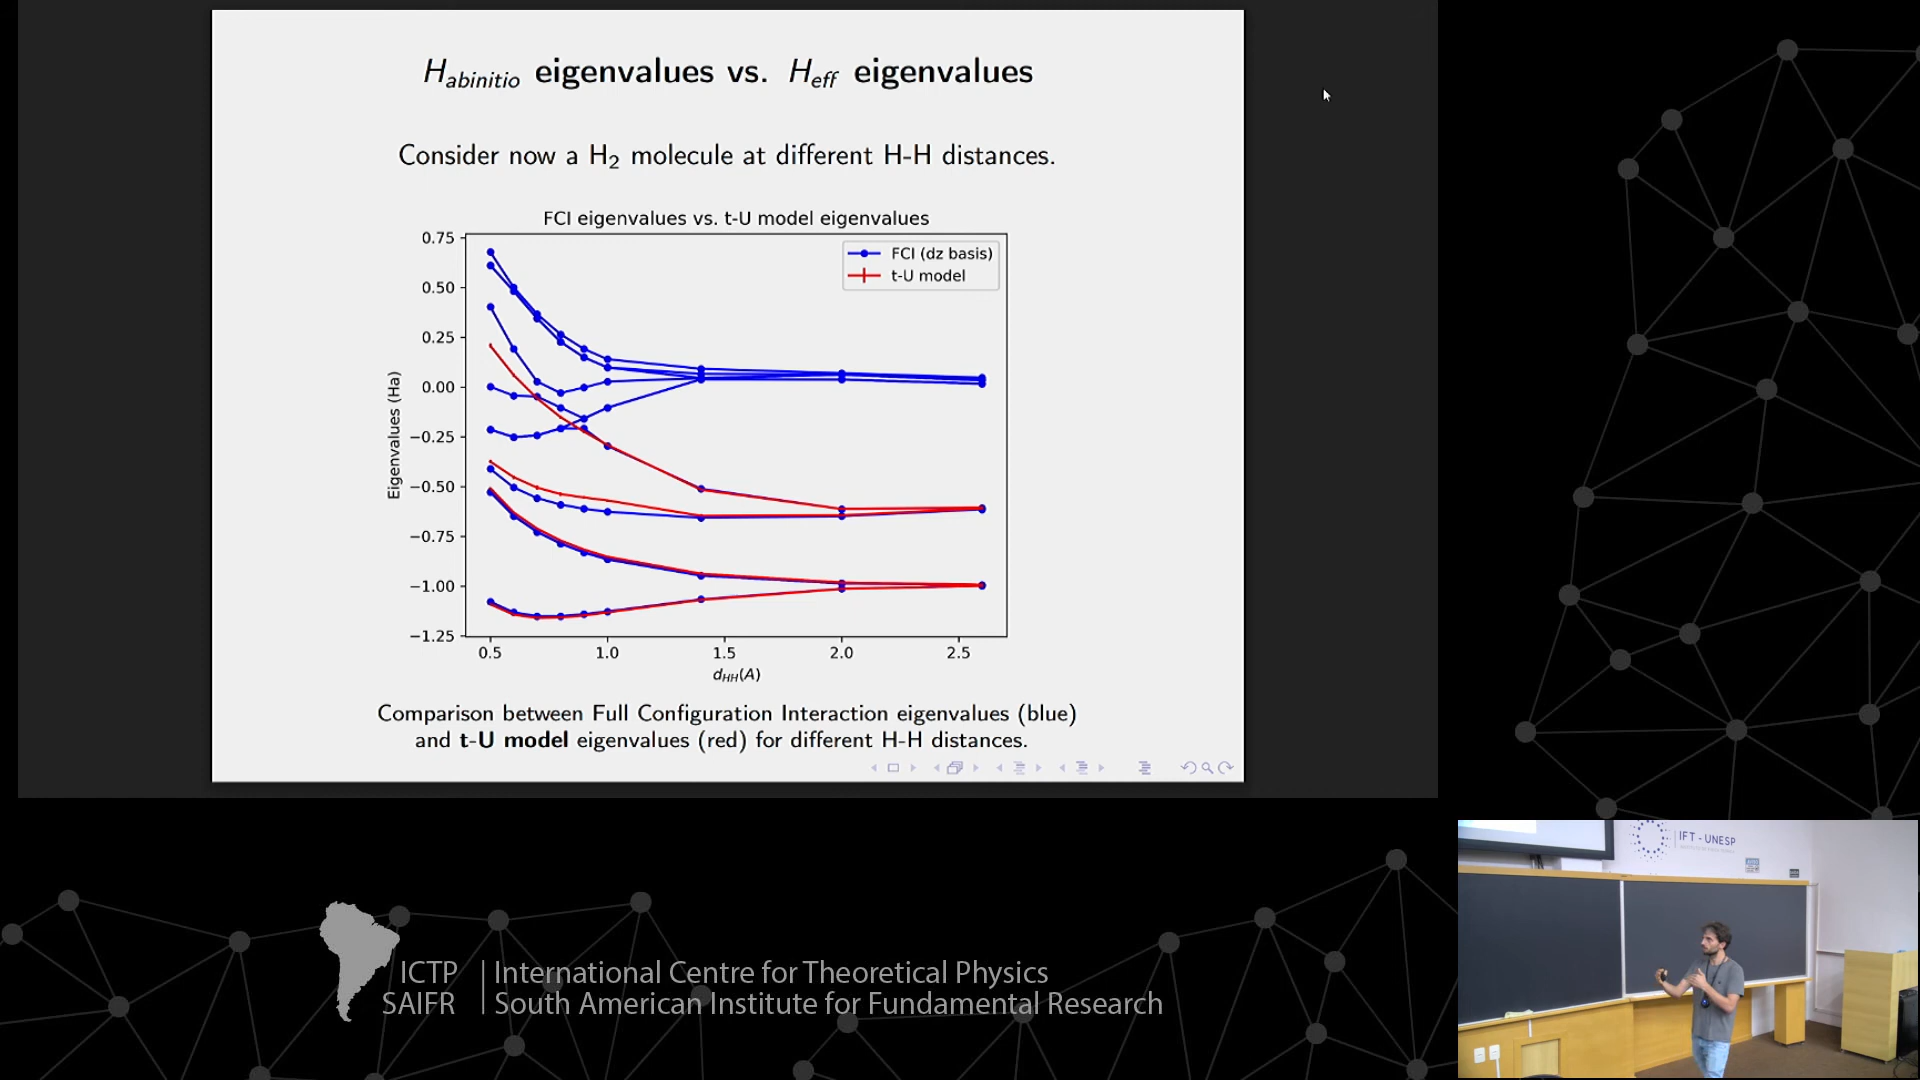 H_abinitio eigenvalues vs. H_eff eigenvalues
Consider now a H₂ molecule at different H-H distances.
FCI eigenvalues vs. t-U model eigenvalues
FCI (dz basis)
t-U model
Eigenvalues (Ha)
0.75
0.50
0.25
0.00
−0.25
−0.50
−0.75
−1.00
−1.25
0.5 1.0 1.5 2.0 2.5
d_HH(A)
Comparison between Full Configuration Interaction eigenvalues (blue)
and t-U model eigenvalues (red) for different H-H distances.
IFT - UNESP
ICTP International Centre for Theoretical Physics
SAIFR South American Institute for Fundamental Research